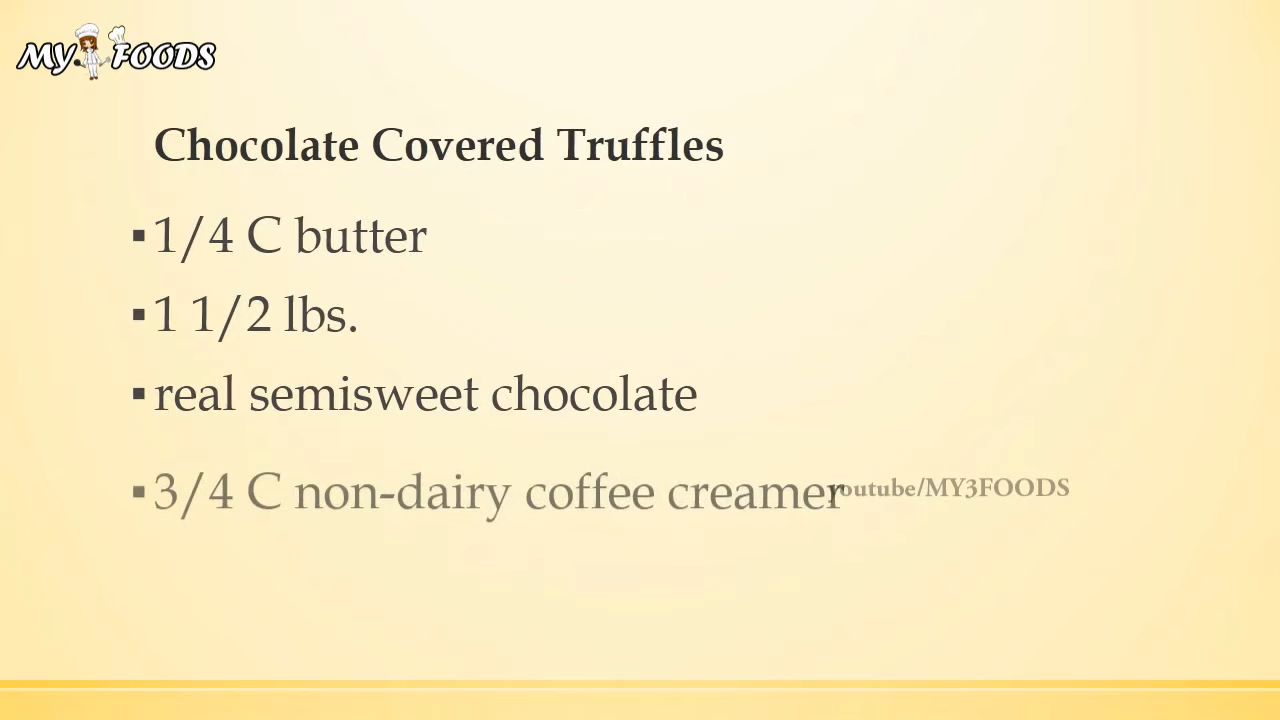 MY FOODS
Chocolate Covered Truffles
▪1/4 C butter
▪1 1/2 lbs.
▪real semisweet chocolate
▪3/4 C non-dairy coffee creamer
youtube/MY3FOODS